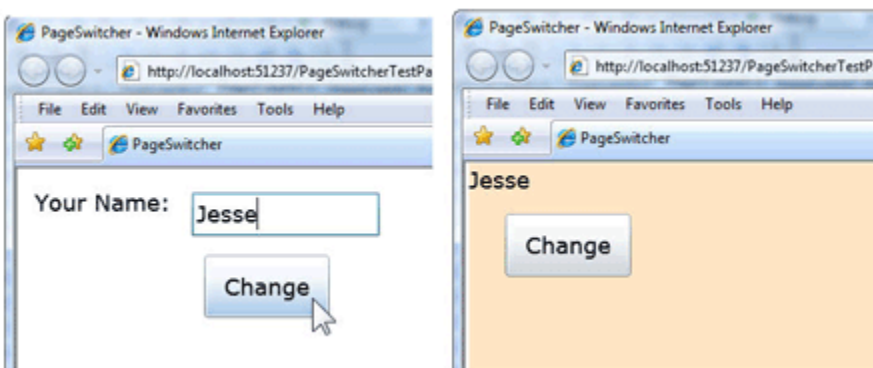 PageSwitcher - Windows Internet Explorer
http://localhost:51237/PageSwitcherTestPa
File Edit View Favorites Tools Help
PageSwitcher
Your Name: Jesse
Change
PageSwitcher - Windows Internet Explorer
http://localhost:51237/PageSwitcherTestP
File Edit View Favorites Tools Help
PageSwitcher
Jesse
Change